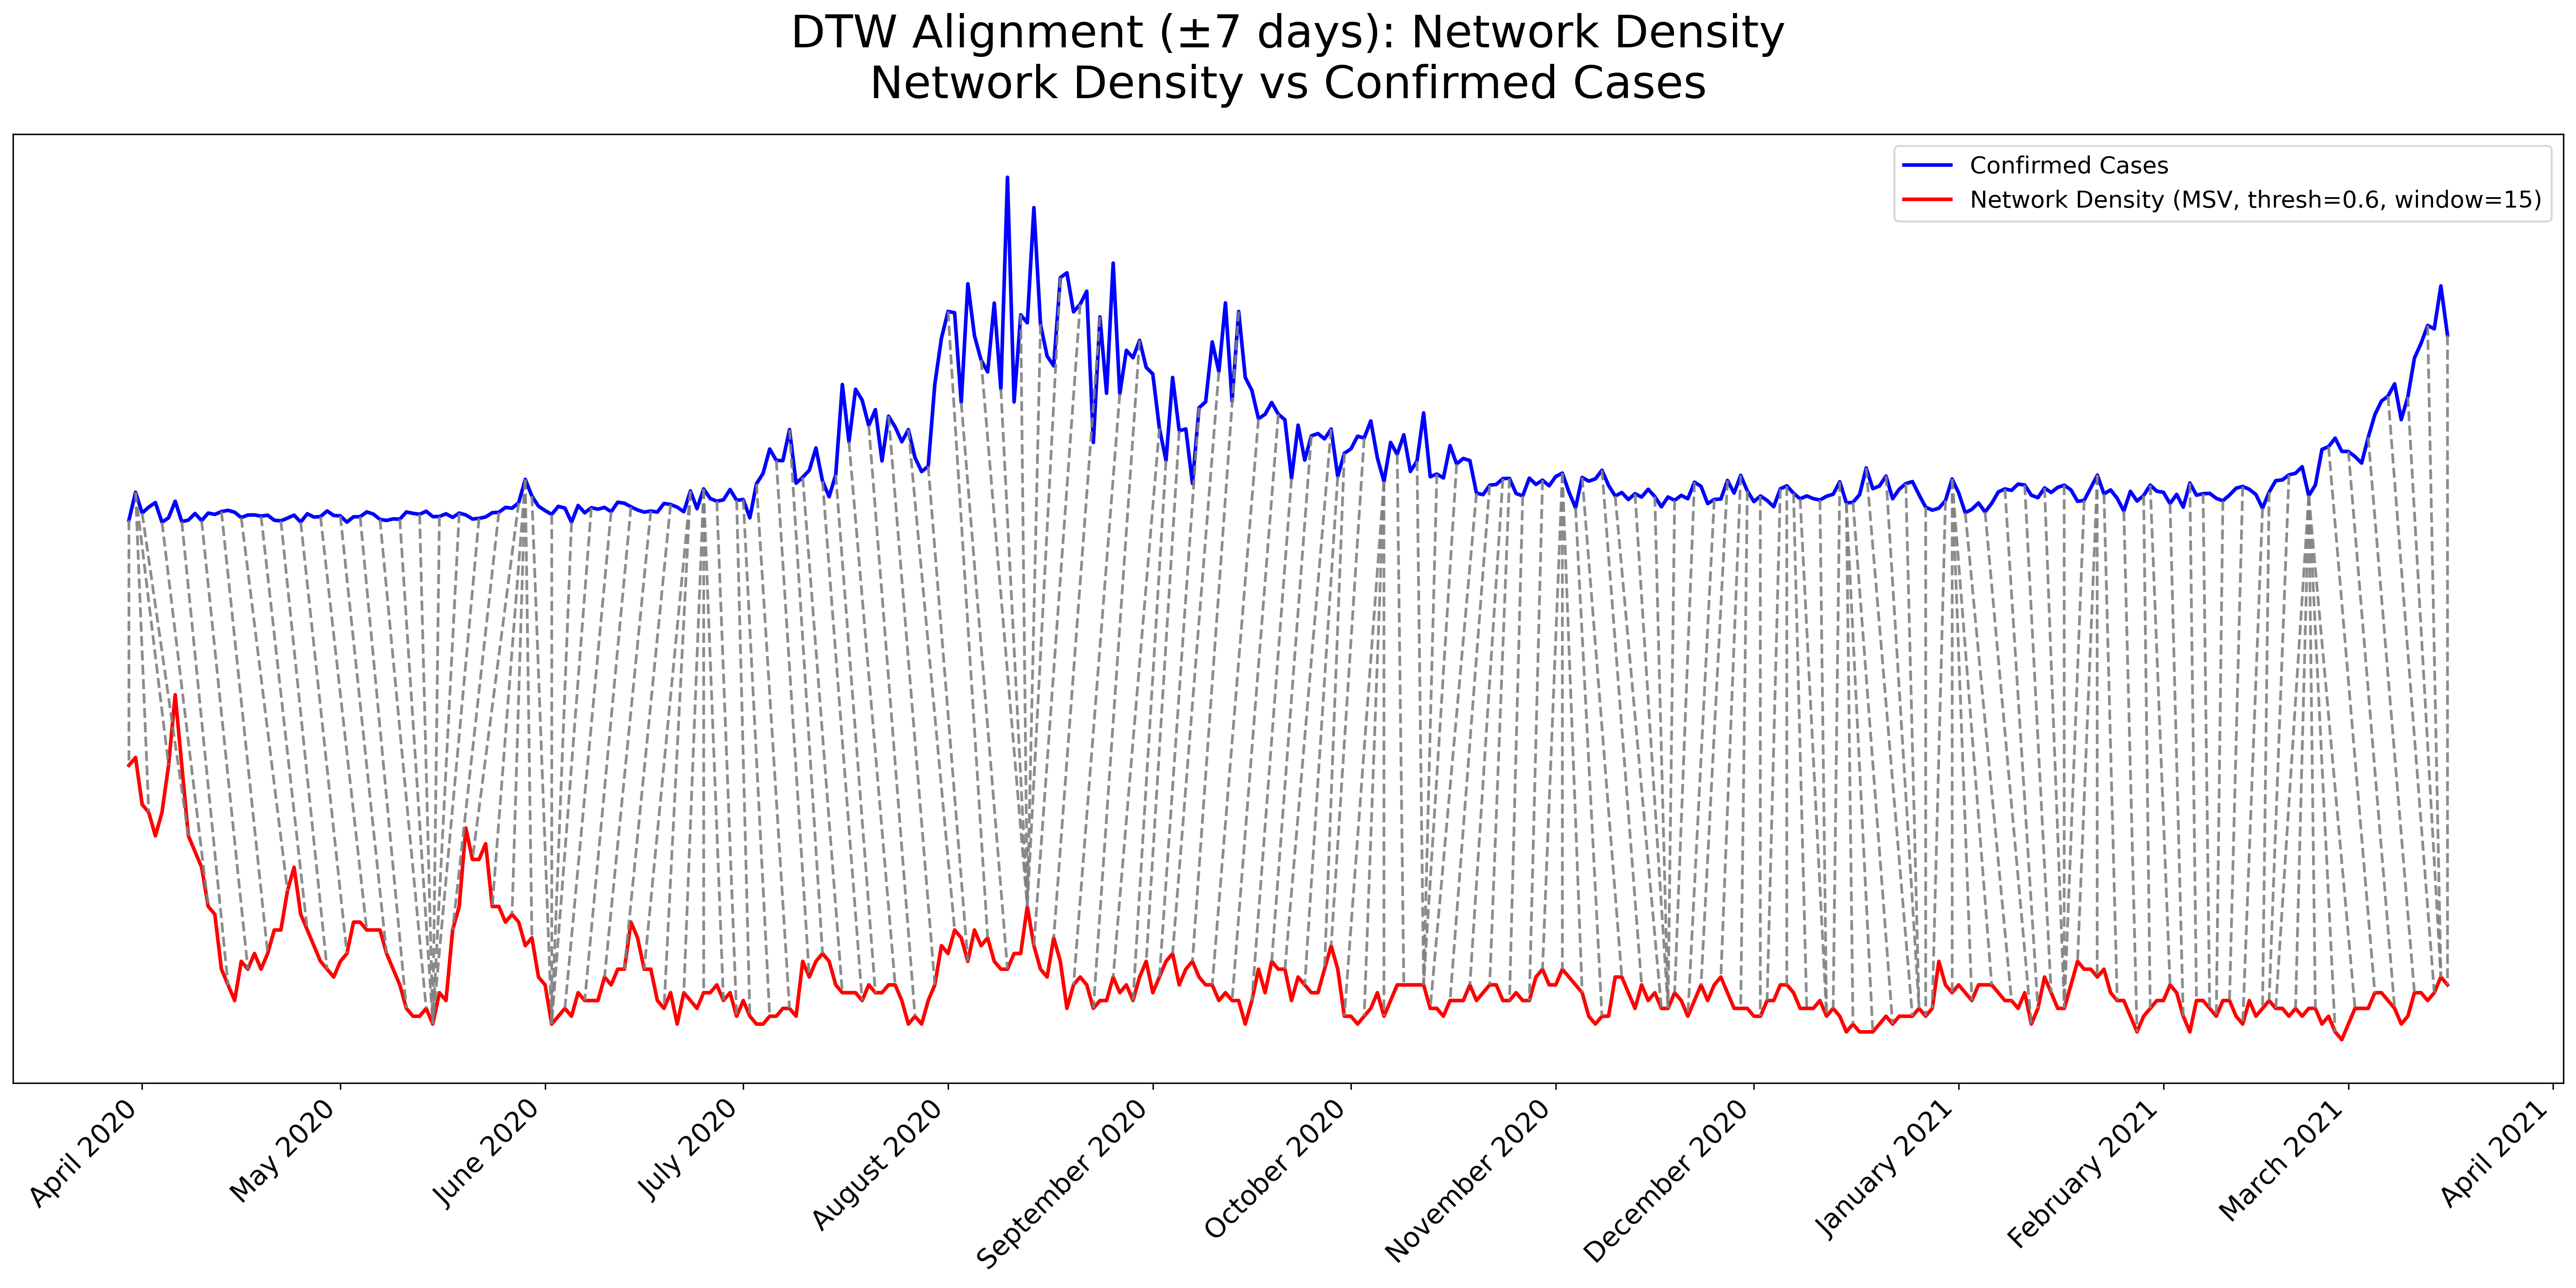 DTW Alignment (±7 days): Network Density
Network Density vs Confirmed Cases
Confirmed Cases
Network Density (MSV, thresh=0.6, window=15)
April 2020
May 2020
June 2020
July 2020
August 2020
September 2020
October 2020
November 2020
December 2020
January 2021
February 2021
March 2021
April 2021